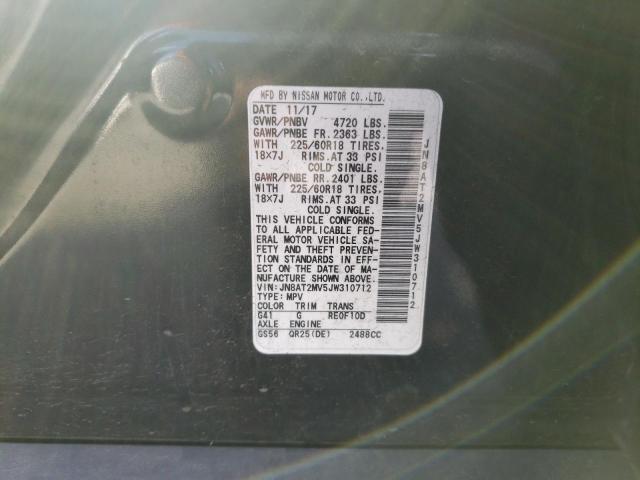 MFD BY NISSAN MOTOR CO.,LTD.
DATE 11/17
GVWR/PNBV 4720 LBS.
GAWR/PNBE FR. 2363 LBS.
WITH 225/60R18 TIRES,
18X7J RIMS.AT 33 PSI
COLD SINGLE.
GAWR/PNBE RR. 2401 LBS.
WITH 225/60R18 TIRES,
18X7J RIMS.AT 33 PSI
COLD SINGLE.
THIS VEHICLE CONFORMS
TO ALL APPLICABLE FED-
ERAL MOTOR VEHICLE SA-
FETY AND THEFT PREVEN-
TION STANDARDS IN EFFECT
ON THE DATE OF MA-
NUFACTURE SHOWN ABOVE.
VIN:JN8AT2MV5JW310712
TYPE:MPV
COLOR TRIM TRANS
G41 G RE0F10D
AXLE ENGINE
GS56 QR25(DE) 2488CC
JN8AT2MV5JW310712